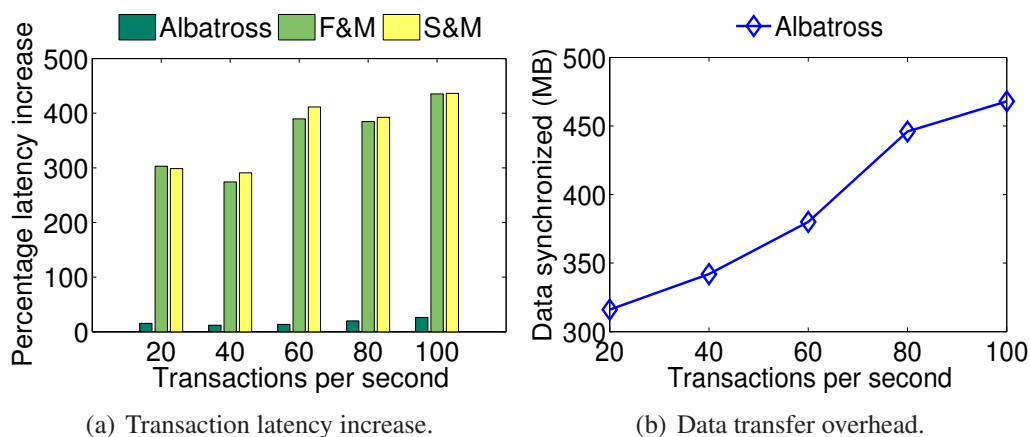 Albatross F&M S&M
500
400
300
200
100
0
Percentage latency increase
20 40 60 80 100
Transactions per second
(a) Transaction latency increase.
Albatross
500
450
400
350
300
Data synchronized (MB)
20 40 60 80 100
Transactions per second
(b) Data transfer overhead.